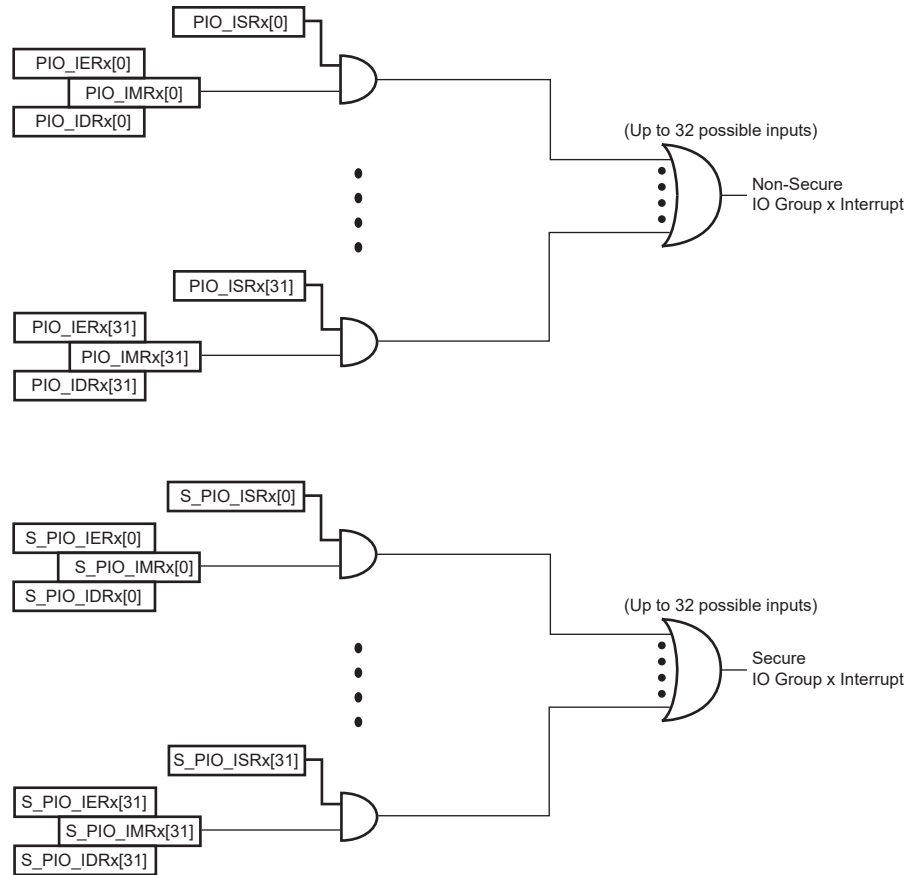 PIO_ISRx[0]
PIO_IERx[0]
PIO_IMRx[0]
PIO_IDRx[0]
(Up to 32 possible inputs)
Non-Secure
IO Group x Interrupt
PIO_ISRx[31]
PIO_IERx[31]
PIO_IMRx[31]
PIO_IDRx[31]
S_PIO_ISRx[0]
S_PIO_IERx[0]
S_PIO_IMRx[0]
S_PIO_IDRx[0]
(Up to 32 possible inputs)
Secure
IO Group x Interrupt
S_PIO_ISRx[31]
S_PIO_IERx[31]
S_PIO_IMRx[31]
S_PIO_IDRx[31]